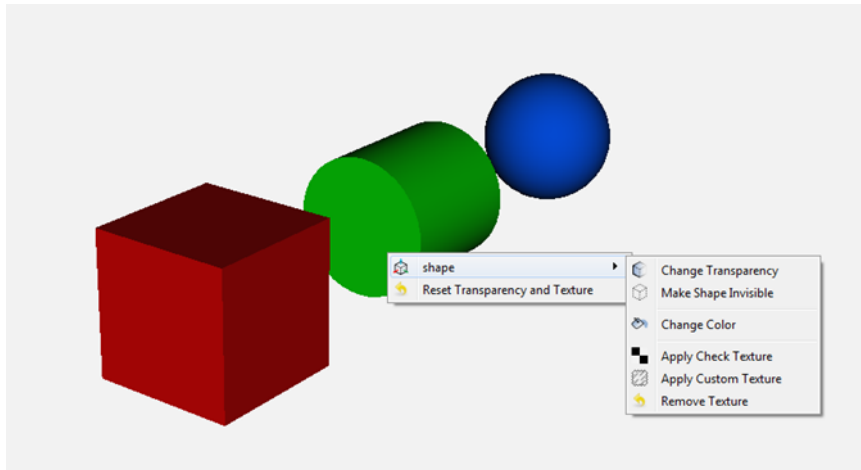 shape
Reset Transparency and Texture
Change Transparency
Make Shape Invisible
Change Color
Apply Check Texture
Apply Custom Texture
Remove Texture